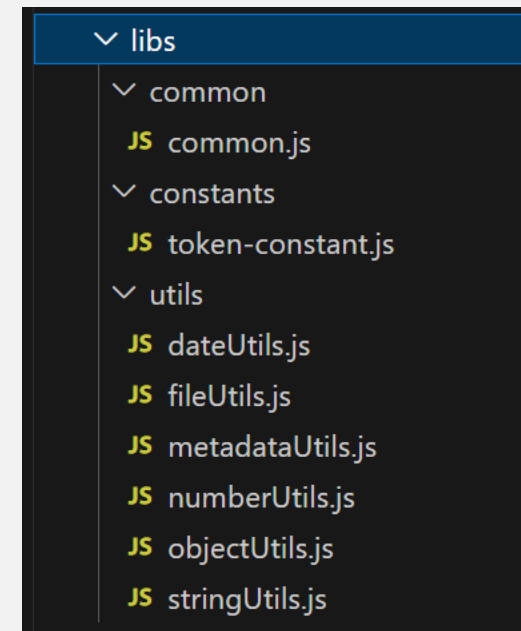 libs
common
JS common.js
constants
JS token-constant.js
utils
JS dateUtils.js
JS fileUtils.js
JS metadataUtils.js
JS numberUtils.js
JS objectUtils.js
JS stringUtils.js